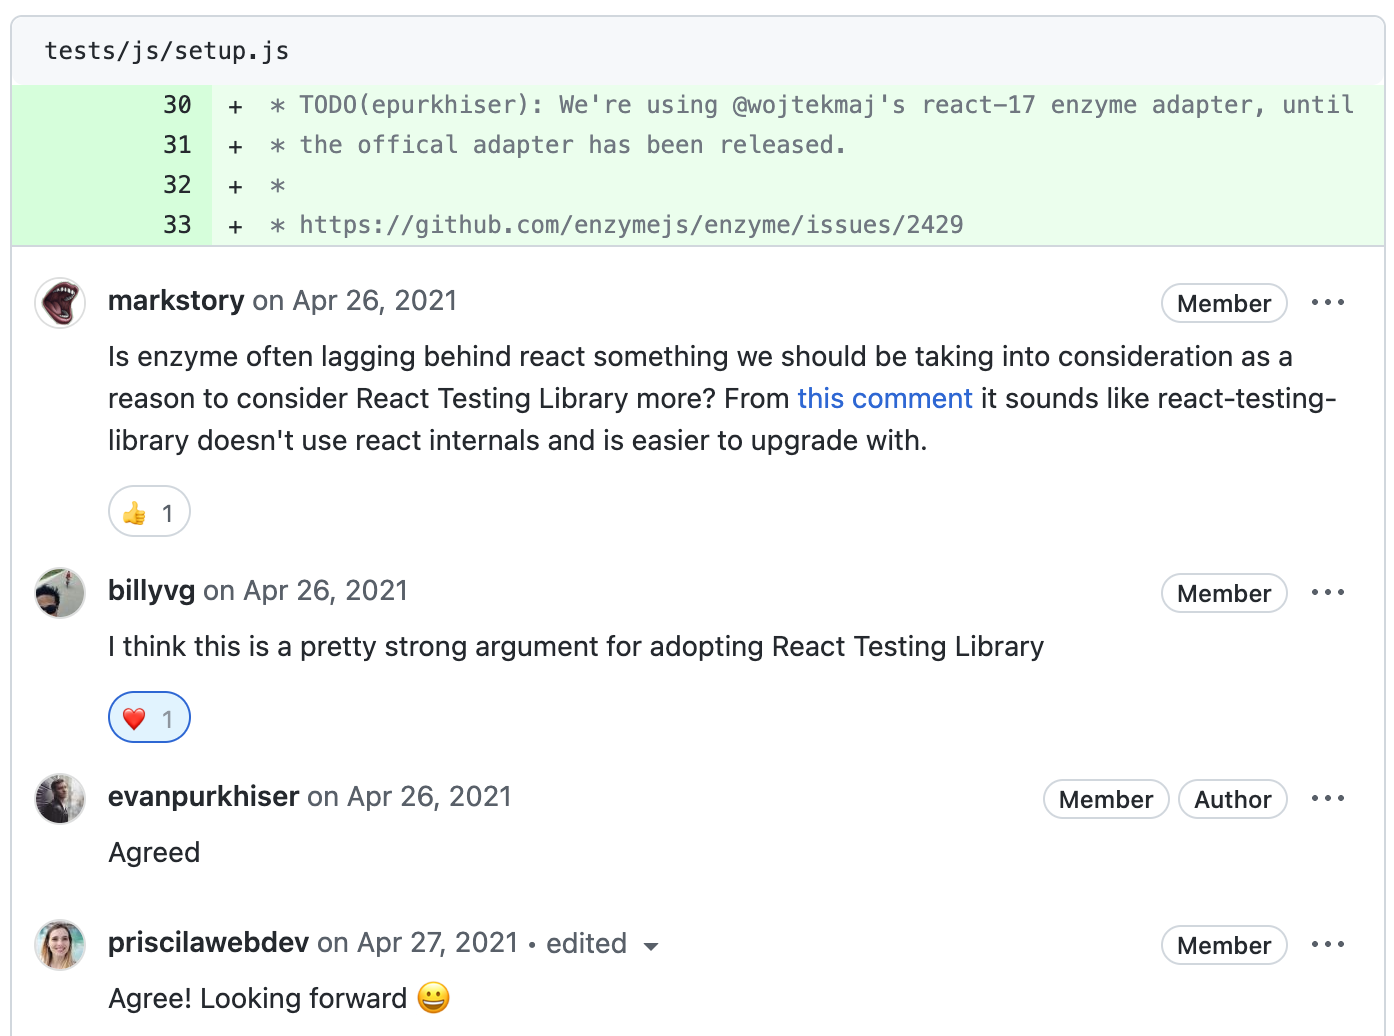 tests/js/setup.js
30 + * TODO(epurkhiser): We're using @wojtekmaj's react-17 enzyme adapter, until
31 + * the offical adapter has been released.
32 + *
33 + * https://github.com/enzymejs/enzyme/issues/2429
markstory on Apr 26, 2021 Member ...
Is enzyme often lagging behind react something we should be taking into consideration as a
reason to consider React Testing Library more? From this comment it sounds like react-testing-
library doesn't use react internals and is easier to upgrade with.
👍 1
billyvg on Apr 26, 2021 Member ...
I think this is a pretty strong argument for adopting React Testing Library
❤️ 1
evanpurkhiser on Apr 26, 2021 Member Author ...
Agreed
priscilawebdev on Apr 27, 2021 • edited Member ...
Agree! Looking forward 😀